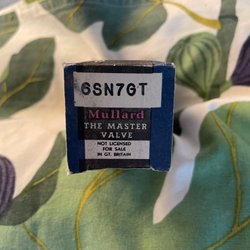 6SN7GT
Mullard
THE MASTER
VALVE
NOT LICENSED
FOR SALE
IN GT. BRITAIN